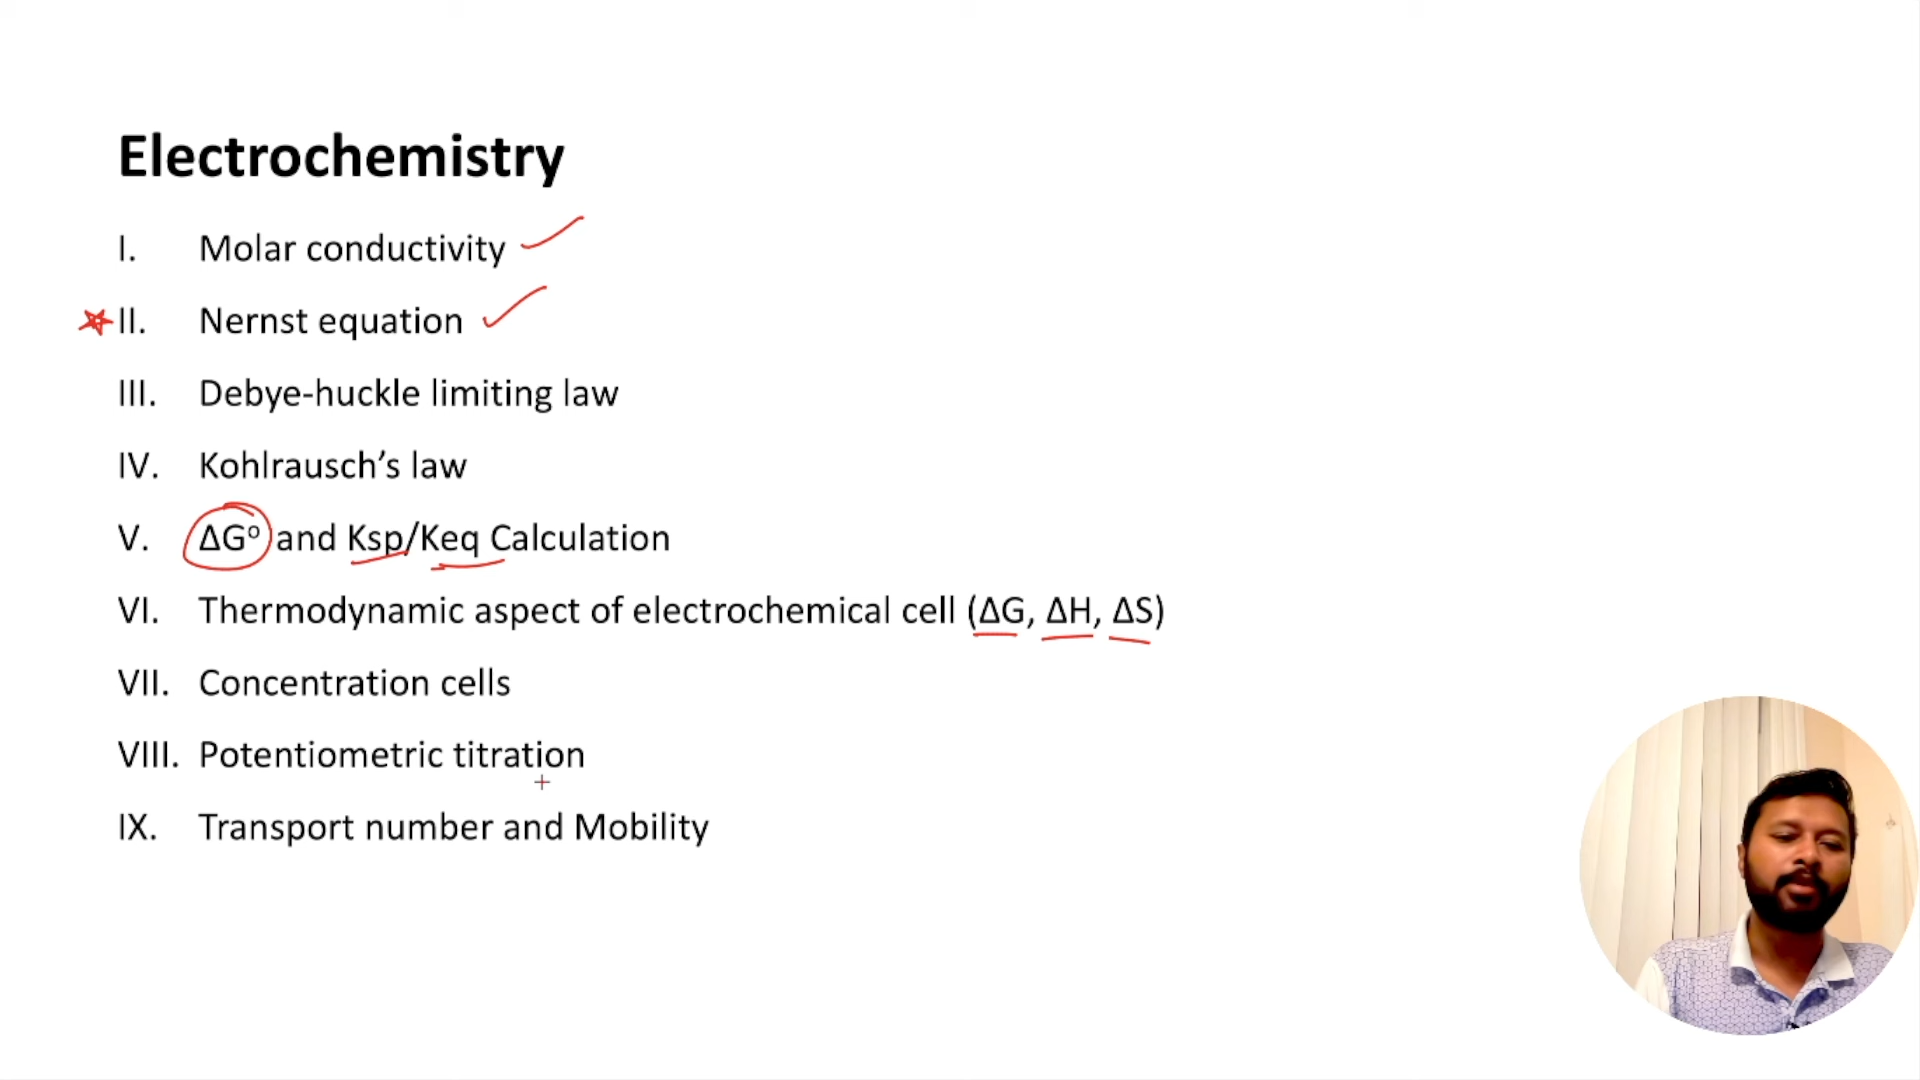 Electrochemistry
I. Molar conductivity
II. Nernst equation
III. Debye-huckle limiting law
IV. Kohlrausch’s law
V. ΔGº and Ksp/Keq Calculation
VI. Thermodynamic aspect of electrochemical cell (ΔG, ΔH, ΔS)
VII. Concentration cells
VIII. Potentiometric titration
IX. Transport number and Mobility